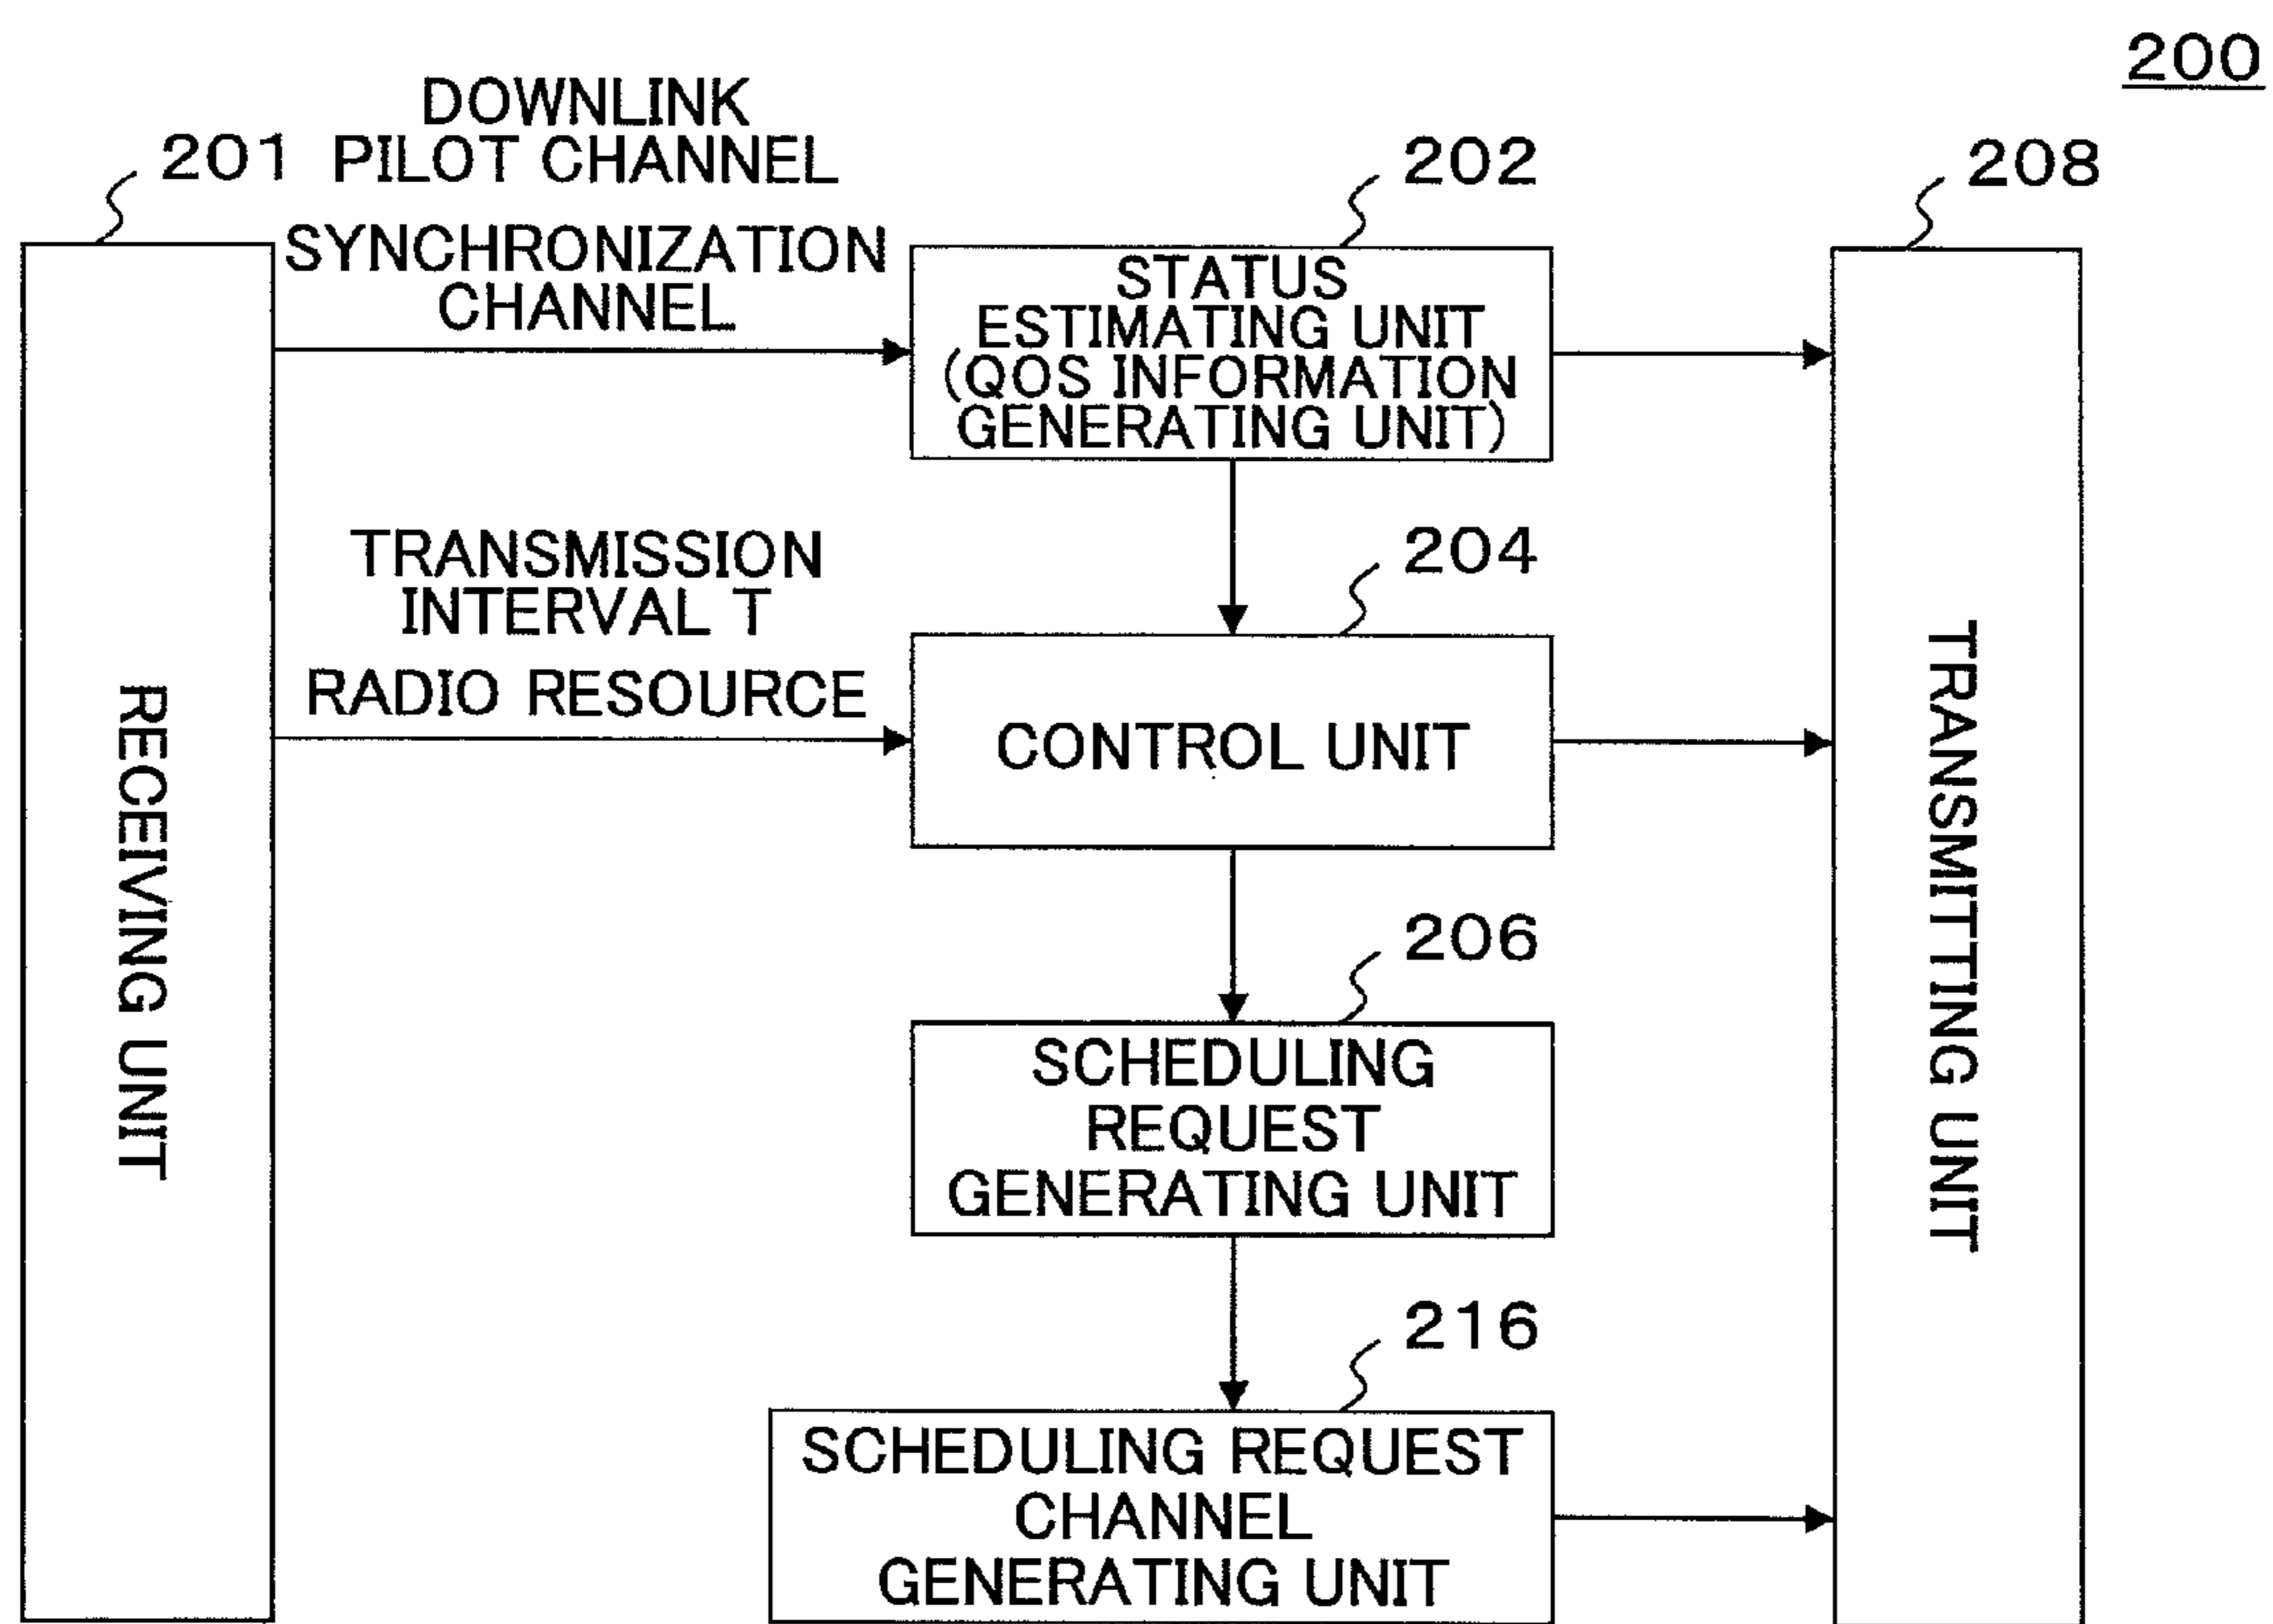 200
DOWNLINK
201 PILOT CHANNEL
202
208
SYNCHRONIZATION
CHANNEL
STATUS
ESTIMATING UNIT
(QOS INFORMATION
GENERATING UNIT)
TRANSMISSION
INTERVAL T
RADIO RESOURCE
204
CONTROL UNIT
RECEIVING UNIT
TRANSMITTING UNIT
206
SCHEDULING
REQUEST
GENERATING UNIT
216
SCHEDULING REQUEST
CHANNEL
GENERATING UNIT